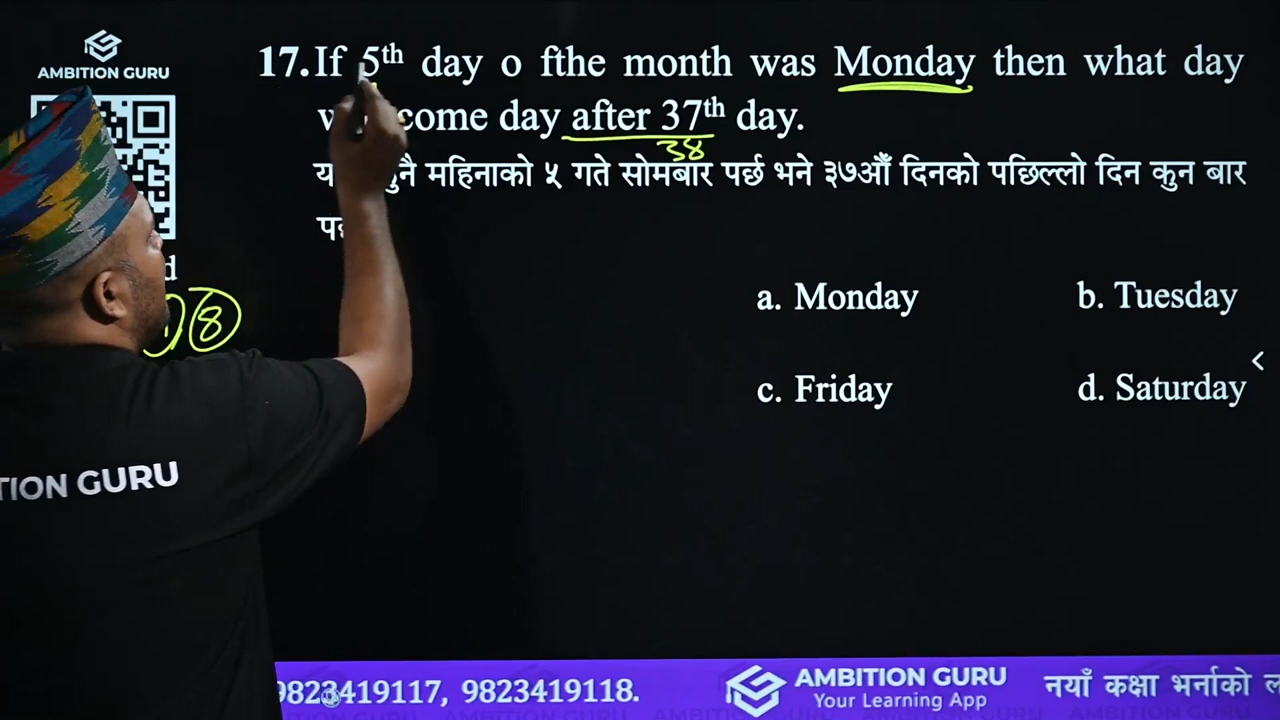 AMBITION GURU
17. If 5th day o fthe month was Monday then what day
come day after 37th day.
38
महिनाको ५ गते सोमबार पर्छ भने ३७औँ दिनको पछिल्लो दिन कुन बार
d
8
a. Monday b. Tuesday
c. Friday d. Saturday
TION GURU
9823419117, 9823419118.
AMBITION GURU
Your Learning App
नयाँ कक्षा भर्नाको